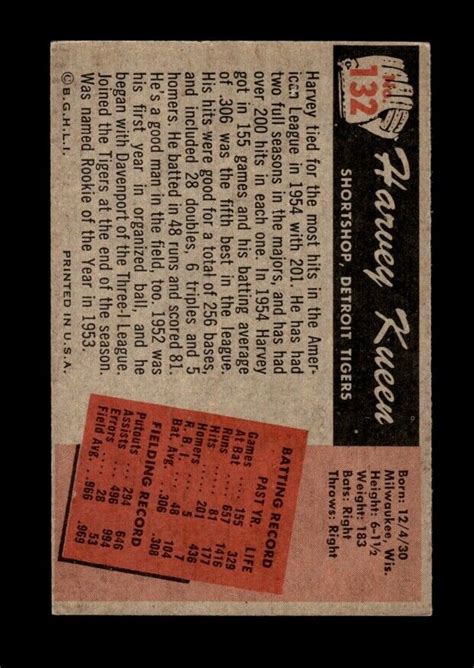 No.
132
Harvey Kueen
SHORTSHOP, DETROIT TIGERS
Born: 12/4/30
Milwaukee, Wis.
Height: 6-1½
Weight: 183
Bats: Right
Throws: Right
Harvey tied for the most hits in the Amer-
ican League in 1954 with 201. He has had
two full seasons in the majors, and has had
over 200 hits in each one. In 1954 Harvey
got in 155 games and his batting average
of .306 was the fifth best in the league.
His hits were good for a total of 256 bases,
and included 28 doubles, 6 triples and 5
homers. He batted in 48 runs and scored 81.
He's a good man in the field, too. 1952 was
his first year in organized ball, and he
began with Davenport of the Three-I League.
Joined the Tigers at the end of the season.
Was named Rookie of the Year in 1953.
BATTING RECORD
PAST YR. LIFE
Games 155 329
At Bat 657 1416
Runs 81 177
Hits 201 436
Homers 5 7
R. B. I. 48 104
Bat. Avg. .306 .308
FIELDING RECORD
Putouts 294 646
Assists 496 994
Errors 28 53
Field Avg. .966 .969
©B.G.H.L.I. PRINTED IN U.S.A.